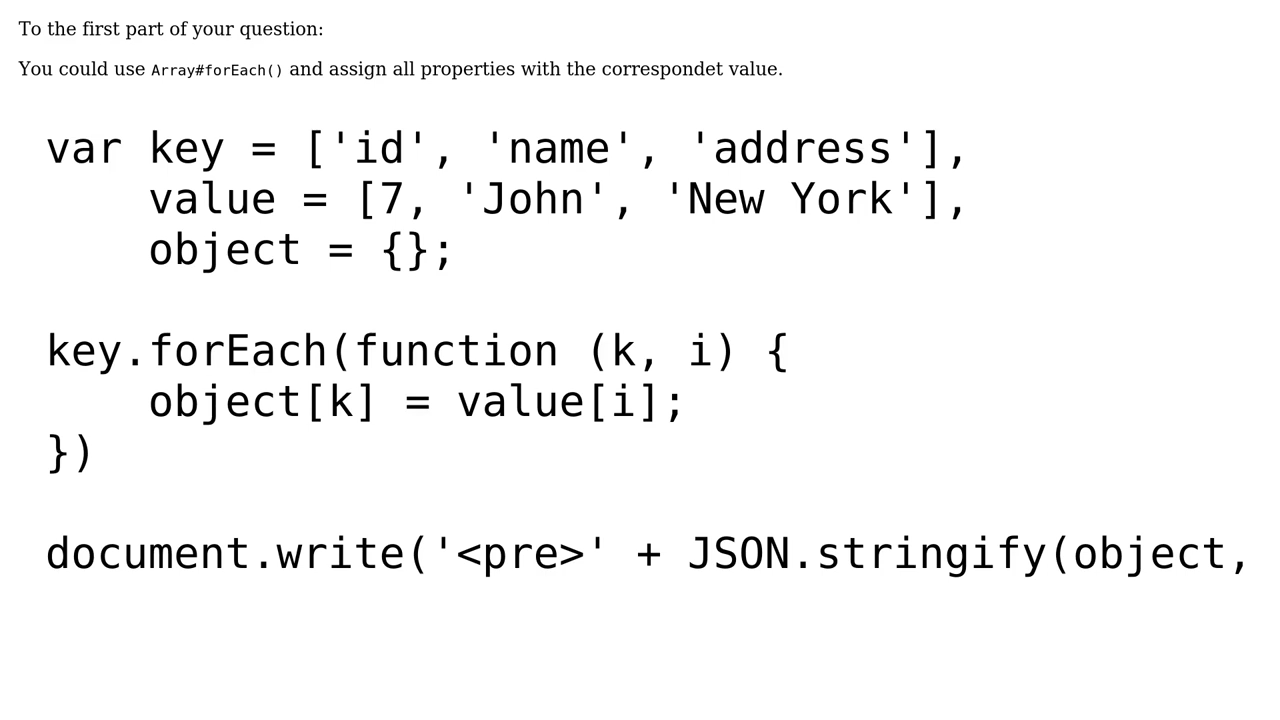 To the first part of your question:
You could use Array#forEach() and assign all properties with the correspondet value.
var key = ['id', 'name', 'address'],
    value = [7, 'John', 'New York'],
    object = {};
key.forEach(function (k, i) {
    object[k] = value[i];
})
document.write('<pre>' + JSON.stringify(object,